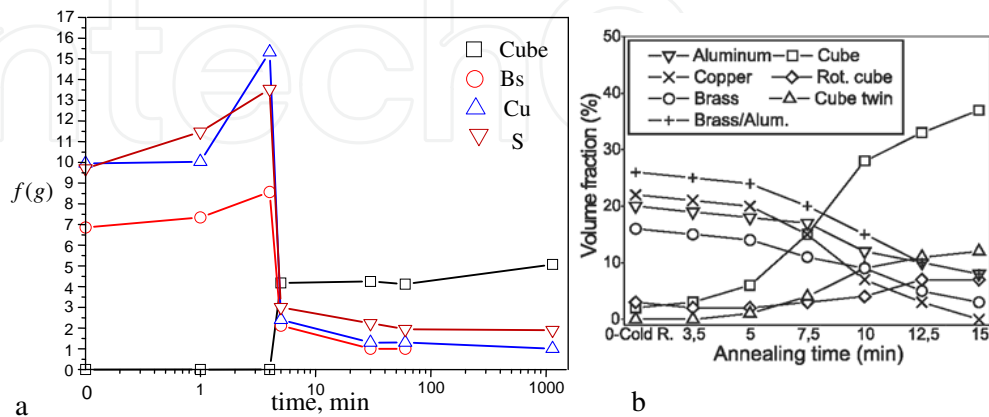 intechO
17
16
15
14
13
12
11
10
9
8
7
6
5
4
3
2
1
0
f(g)
Cube
Bs
Cu
S
0 1 10 100 1000
time, min
a
50
40
30
20
10
0
Volume fraction (%)
Aluminum Cube
Copper Rot. cube
Brass Cube twin
Brass/Alum.
0-Cold R. 3,5 5 7,5 10 12,5 15
Annealing time (min)
b